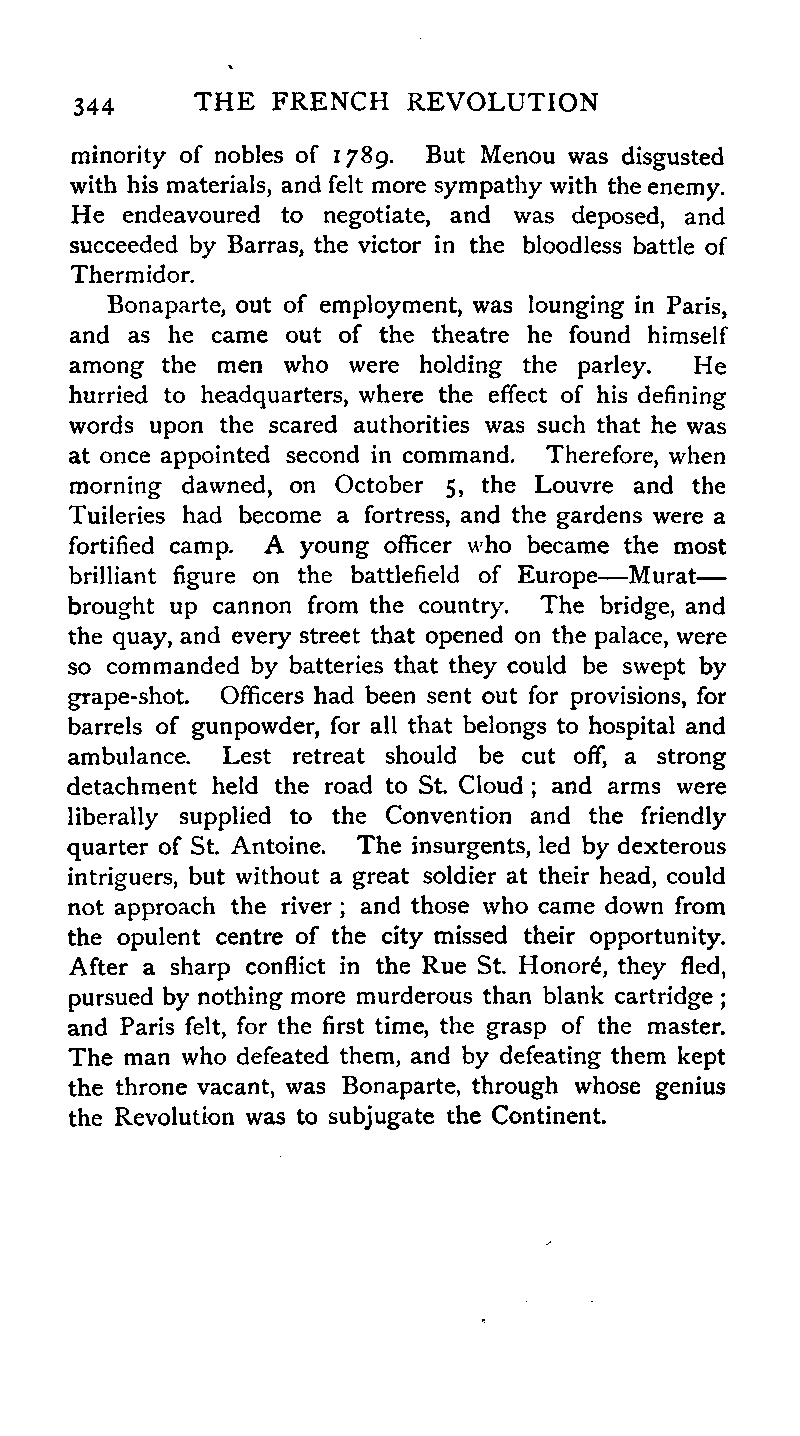 344 THE FRENCH REVOLUTION
minority of nobles of 1789. But Menou was disgusted
with his materials, and felt more sympathy with the enemy.
He endeavoured to negotiate, and was deposed, and
succeeded by Barras, the victor in the bloodless battle of
Thermidor.
Bonaparte, out of employment, was lounging in Paris,
and as he came out of the theatre he found himself
among the men who were holding the parley. He
hurried to headquarters, where the effect of his defining
words upon the scared authorities was such that he was
at once appointed second in command. Therefore, when
morning dawned, on October 5, the Louvre and the
Tuileries had become a fortress, and the gardens were a
fortified camp. A young officer who became the most
brilliant figure on the battlefield of Europe—Murat—
brought up cannon from the country. The bridge, and
the quay, and every street that opened on the palace, were
so commanded by batteries that they could be swept by
grape-shot. Officers had been sent out for provisions, for
barrels of gunpowder, for all that belongs to hospital and
ambulance. Lest retreat should be cut off, a strong
detachment held the road to St. Cloud ; and arms were
liberally supplied to the Convention and the friendly
quarter of St. Antoine. The insurgents, led by dexterous
intriguers, but without a great soldier at their head, could
not approach the river ; and those who came down from
the opulent centre of the city missed their opportunity.
After a sharp conflict in the Rue St. Honoré, they fled,
pursued by nothing more murderous than blank cartridge ;
and Paris felt, for the first time, the grasp of the master.
The man who defeated them, and by defeating them kept
the throne vacant, was Bonaparte, through whose genius
the Revolution was to subjugate the Continent.